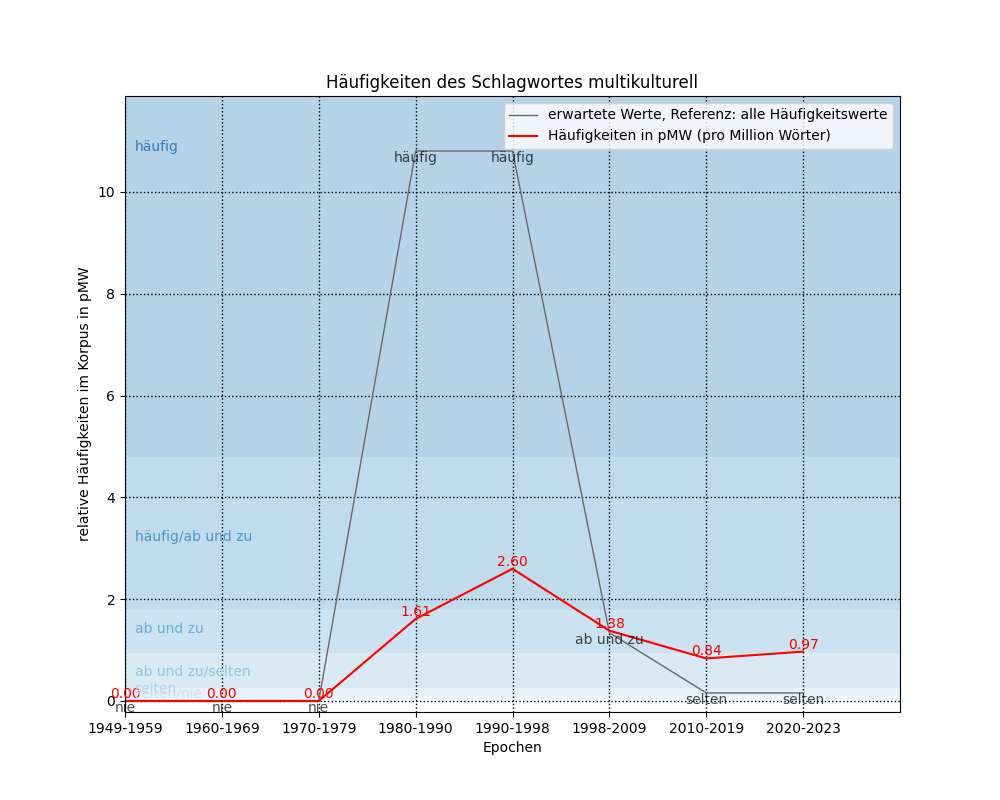 Häufigkeiten des Schlagwortes multikulturell
erwartete Werte, Referenz: alle Häufigkeitswerte
Häufigkeiten in pMW (pro Million Wörter)
relative Häufigkeiten im Korpus in pMW
10
8
6
4
2
0
häufig
häufig/ab und zu
ab und zu
ab und zu/selten
selten
selten/nie
häufig
häufig
ab und zu
selten
selten
nie
nie
nie
0.00
0.00
0.00
1.61
2.60
1.38
0.84
0.97
1949-1959
1960-1969
1970-1979
1980-1990
1990-1998
1998-2009
2010-2019
2020-2023
Epochen